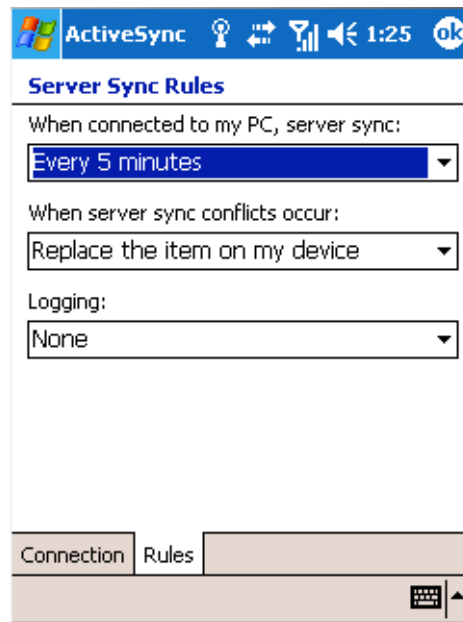 ActiveSync 1:25 ok
Server Sync Rules
When connected to my PC, server sync:
Every 5 minutes
When server sync conflicts occur:
Replace the item on my device
Logging:
None
Connection Rules